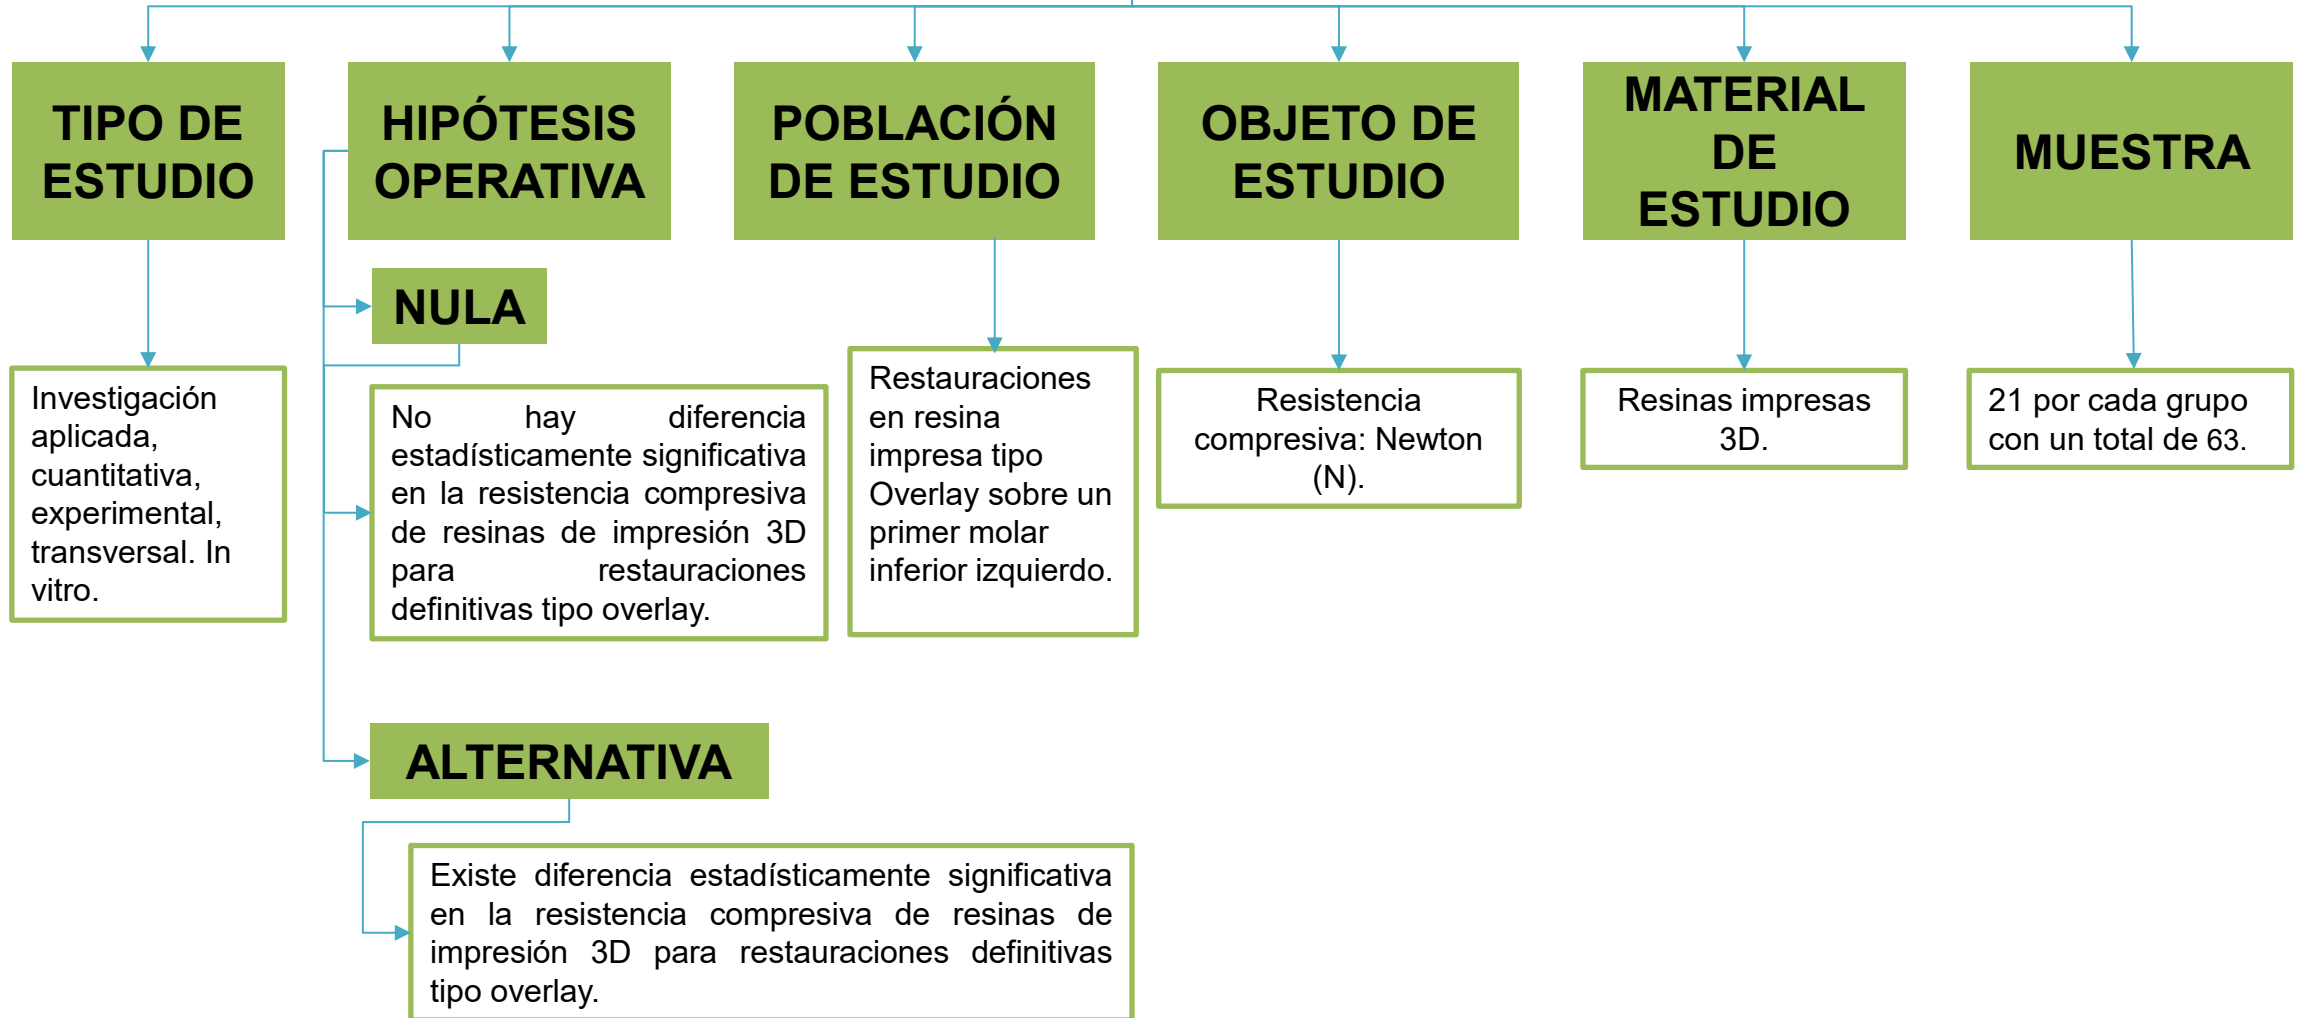 TIPO DE
ESTUDIO
Investigación
aplicada,
cuantitativa,
experimental,
transversal. In
vitro.
HIPÓTESIS
OPERATIVA
NULA
No hay diferencia
estadísticamente significativa
en la resistencia compresiva
de resinas de impresión 3D
para restauraciones
definitivas tipo overlay.
ALTERNATIVA
Existe diferencia estadísticamente significativa
en la resistencia compresiva de resinas de
impresión 3D para restauraciones definitivas
tipo overlay.
POBLACIÓN
DE ESTUDIO
Restauraciones
en resina
impresa tipo
Overlay sobre un
primer molar
inferior izquierdo.
OBJETO DE
ESTUDIO
Resistencia
compresiva: Newton
(N).
MATERIAL
DE
ESTUDIO
Resinas impresas
3D.
MUESTRA
21 por cada grupo
con un total de 63.